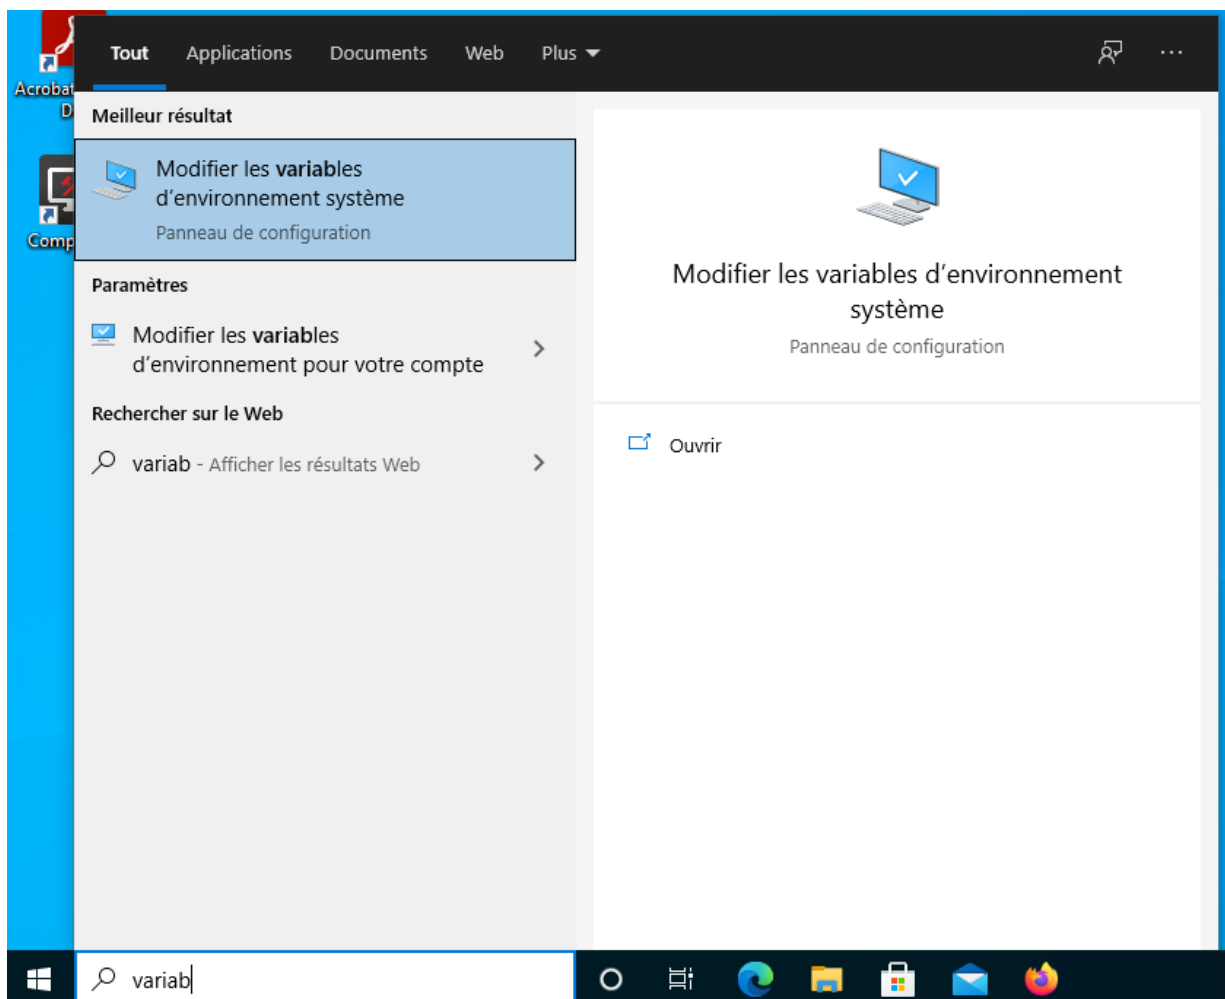 Tout Applications Documents Web Plus
Acrobat
D
Comp
Meilleur résultat
Modifier les variables
d'environnement système
Panneau de configuration
Paramètres
Modifier les variables
d'environnement pour votre compte
Rechercher sur le Web
variab - Afficher les résultats Web
Modifier les variables d'environnement
système
Panneau de configuration
Ouvrir
variab